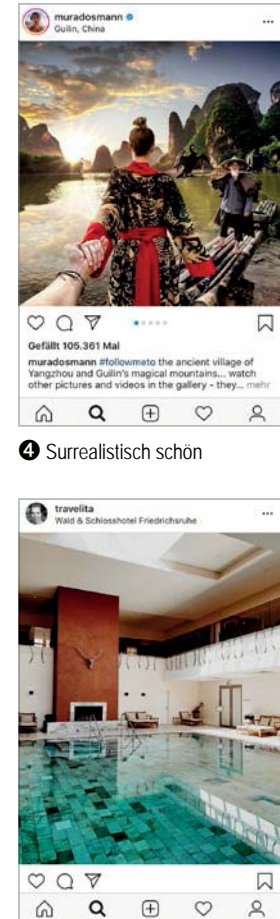 muradosmann
Guilin, China
Gefällt 105.361 Mal
muradosmann #followmeto the ancient village of
Yangzhou and Guilin's magical mountains... watch
other pictures and videos in the gallery - they... mehr
4 Surrealistisch schön
travelita
Wald & Schlosshotel Friedrichsruhe